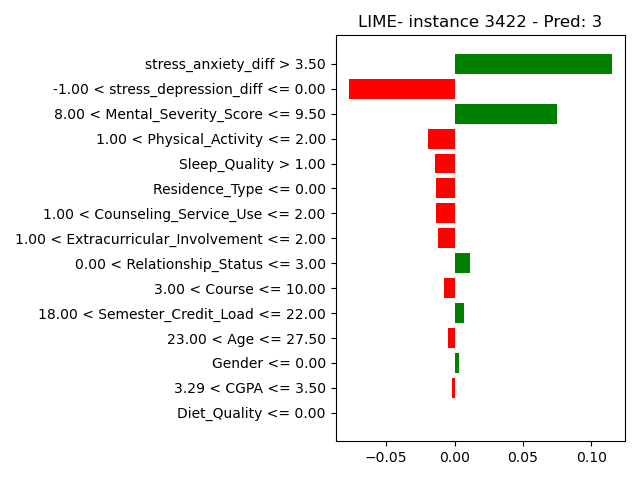 LIME- instance 3422 - Pred: 3
stress_anxiety_diff > 3.50
-1.00 < stress_depression_diff <= 0.00
8.00 < Mental_Severity_Score <= 9.50
1.00 < Physical_Activity <= 2.00
Sleep_Quality > 1.00
Residence_Type <= 0.00
1.00 < Counseling_Service_Use <= 2.00
1.00 < Extracurricular_Involvement <= 2.00
0.00 < Relationship_Status <= 3.00
3.00 < Course <= 10.00
18.00 < Semester_Credit_Load <= 22.00
23.00 < Age <= 27.50
Gender <= 0.00
3.29 < CGPA <= 3.50
Diet_Quality <= 0.00
−0.05 0.00 0.05 0.10